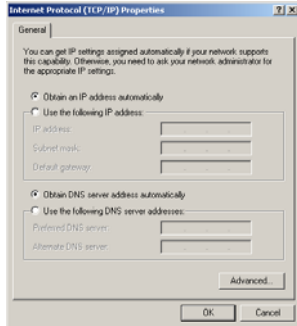 Internet Protocol (TCP/IP) Properties
General
You can get IP settings assigned automatically if your network supports
this capability. Otherwise, you need to ask your network administrator for
the appropriate IP settings.
Obtain an IP address automatically
Use the following IP address:
IP address:
Subnet mask:
Default gateway:
Obtain DNS server address automatically
Use the following DNS server addresses:
Preferred DNS server:
Alternate DNS server:
Advanced...
OK
Cancel